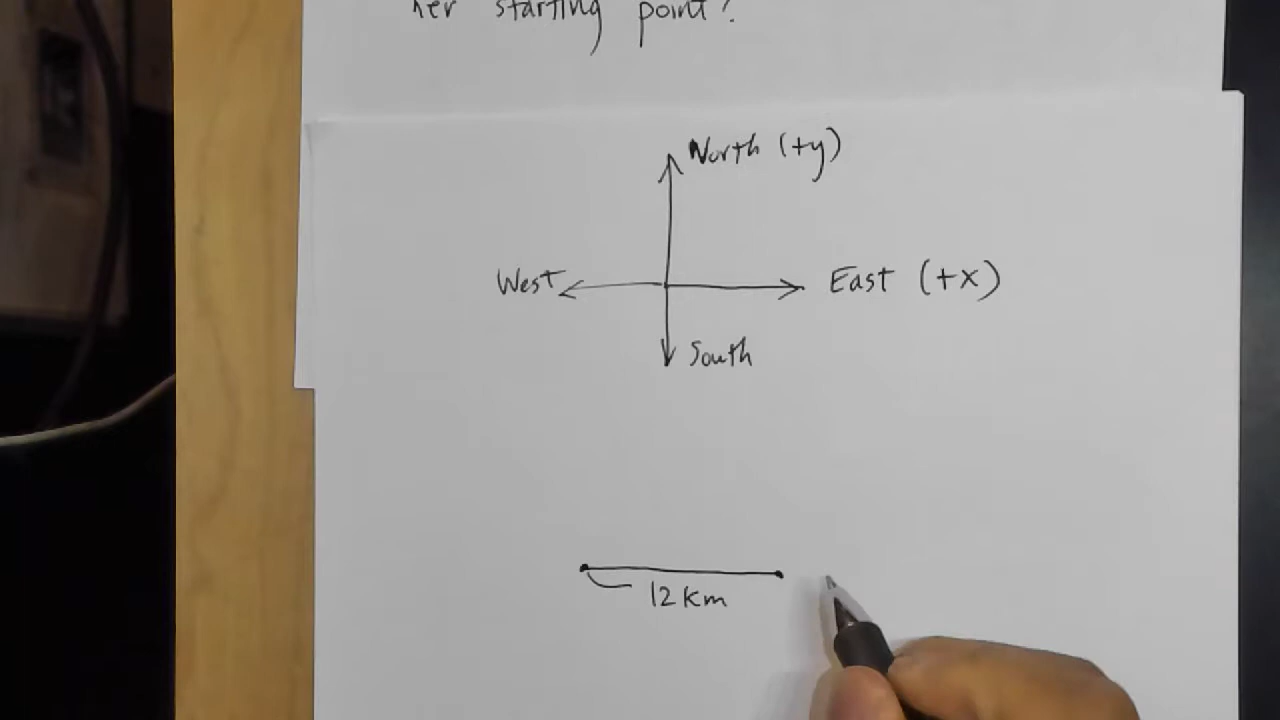 her starting point?
North (+y)
West
East (+x)
South
12 km